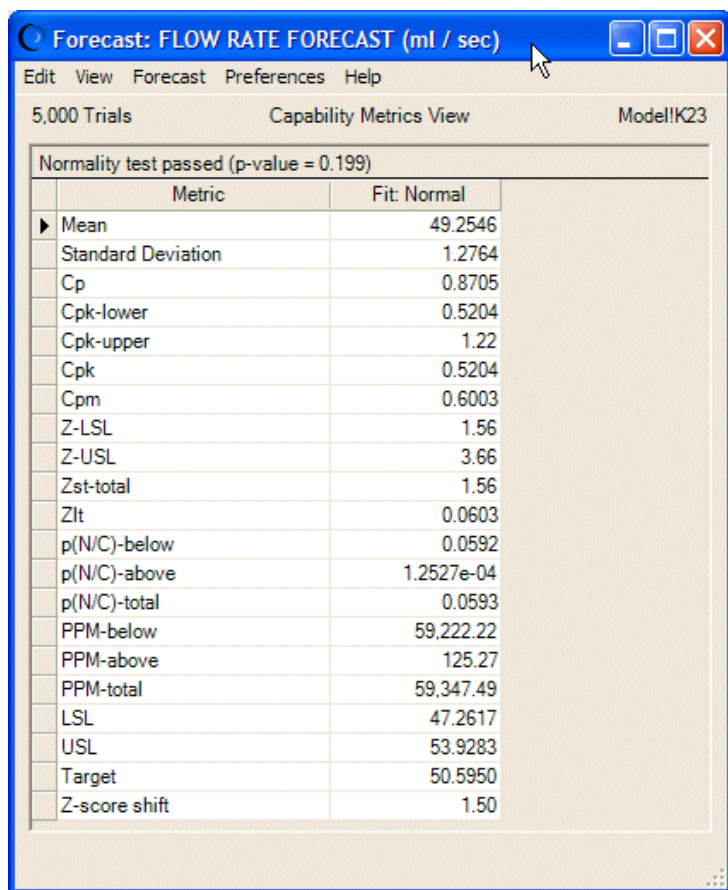 Forecast: FLOW RATE FORECAST (ml / sec)
Edit View Forecast Preferences Help
5,000 Trials Capability Metrics View Model!K23
Normality test passed (p-value = 0.199)
Metric Fit: Normal
Mean 49.2546
Standard Deviation 1.2764
Cp 0.8705
Cpk-lower 0.5204
Cpk-upper 1.22
Cpk 0.5204
Cpm 0.6003
Z-LSL 1.56
Z-USL 3.66
Zst-total 1.56
Zlt 0.0603
p(N/C)-below 0.0592
p(N/C)-above 1.2527e-04
p(N/C)-total 0.0593
PPM-below 59,222.22
PPM-above 125.27
PPM-total 59,347.49
LSL 47.2617
USL 53.9283
Target 50.5950
Z-score shift 1.50